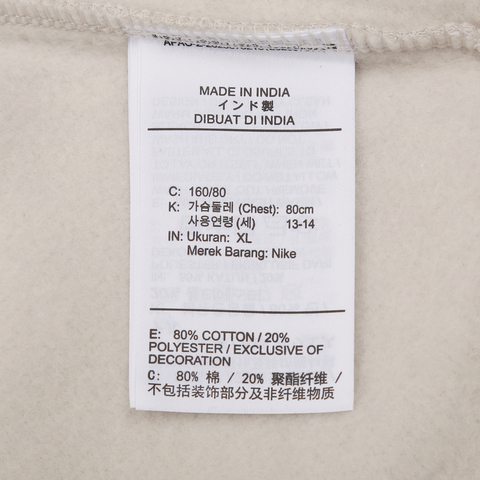 MADE IN INDIA
インド製
DIBUAT DI INDIA
C: 160/80
K: 가슴둘레 (Chest): 80cm
사용연령 (세) 13-14
IN: Ukuran: XL
Merek Barang: Nike
E: 80% COTTON / 20%
POLYESTER / EXCLUSIVE OF
DECORATION
C: 80% 棉 / 20% 聚酯纤维 /
不包括装饰部分及非纤维物质